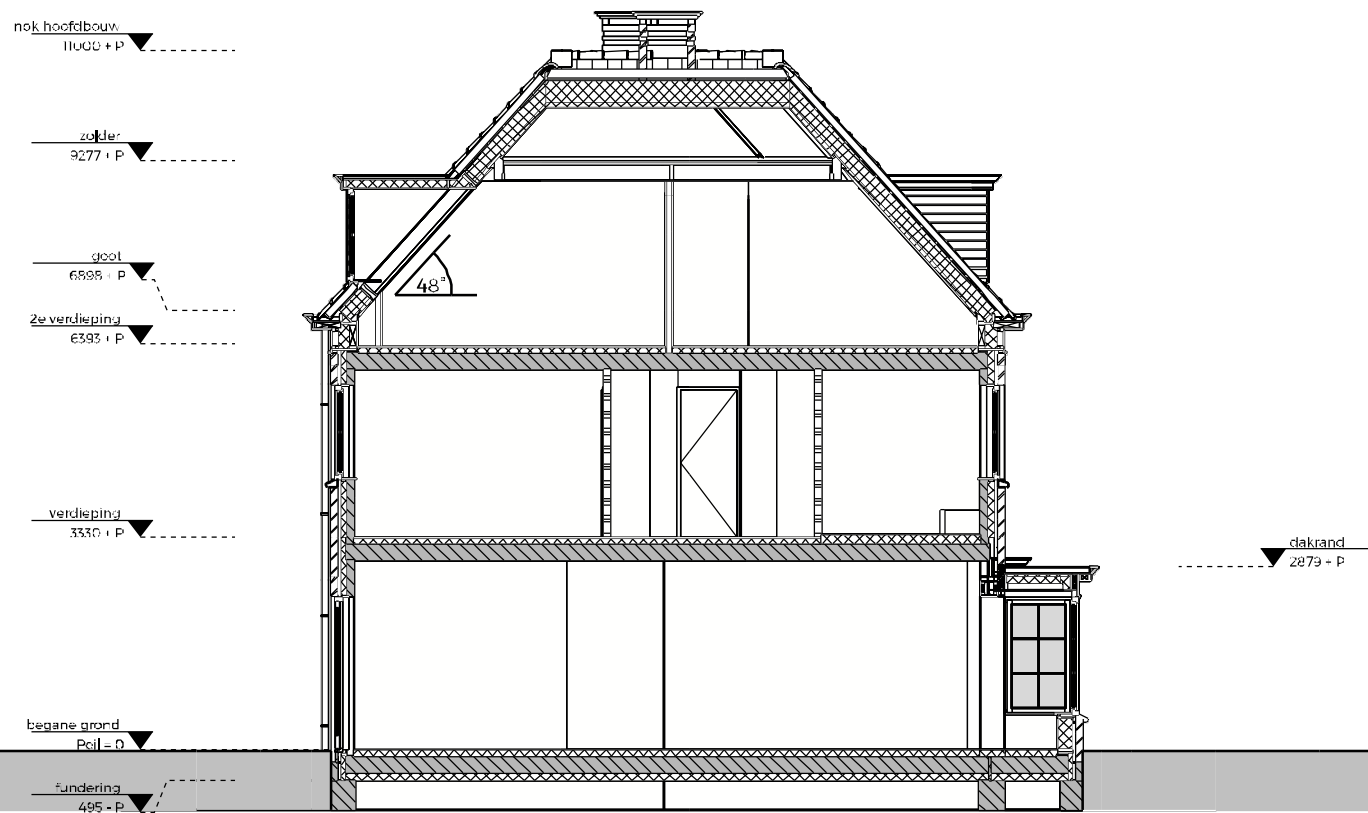 nok hoofdbouw
11000 + P
zolder
9277 + P
goot
6898 + P
48°
2e verdieping
6393 + P
verdieping
3330 + P
dakrand
2879 + P
begane grond
Peil = 0
fundering
495 - P